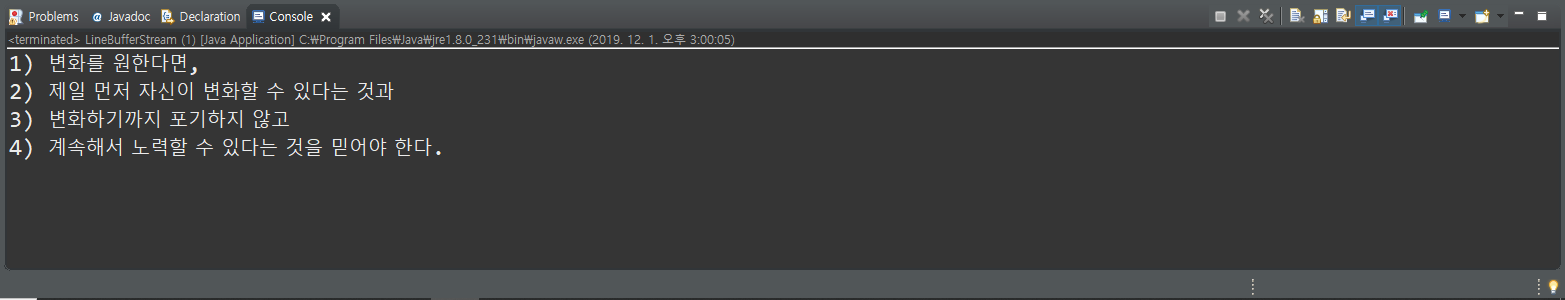 Problems Javadoc Declaration Console
<terminated> LineBufferStream (1) [Java Application] C:₩Program Files₩Java₩jre1.8.0_231₩bin₩javaw.exe (2019. 12. 1. 오후 3:00:05)
1) 변화를 원한다면,
2) 제일 먼저 자신이 변화할 수 있다는 것과
3) 변화하기까지 포기하지 않고
4) 계속해서 노력할 수 있다는 것을 믿어야 한다.